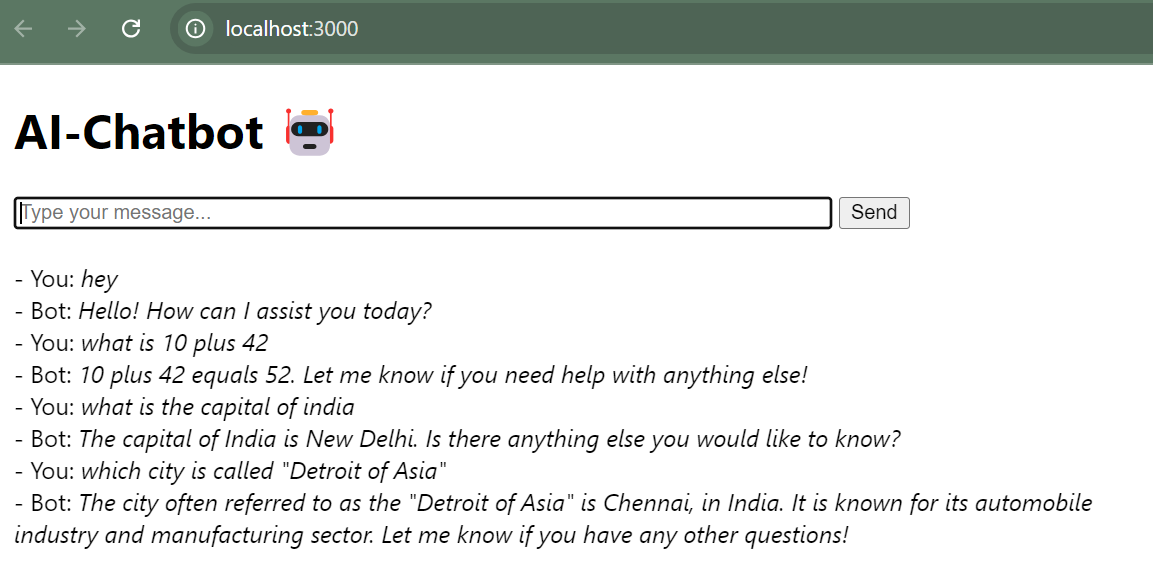 localhost:3000
AI-Chatbot
Type your message...
Send
- You: hey
- Bot: Hello! How can I assist you today?
- You: what is 10 plus 42
- Bot: 10 plus 42 equals 52. Let me know if you need help with anything else!
- You: what is the capital of india
- Bot: The capital of India is New Delhi. Is there anything else you would like to know?
- You: which city is called "Detroit of Asia"
- Bot: The city often referred to as the "Detroit of Asia" is Chennai, in India. It is known for its automobile
industry and manufacturing sector. Let me know if you have any other questions!